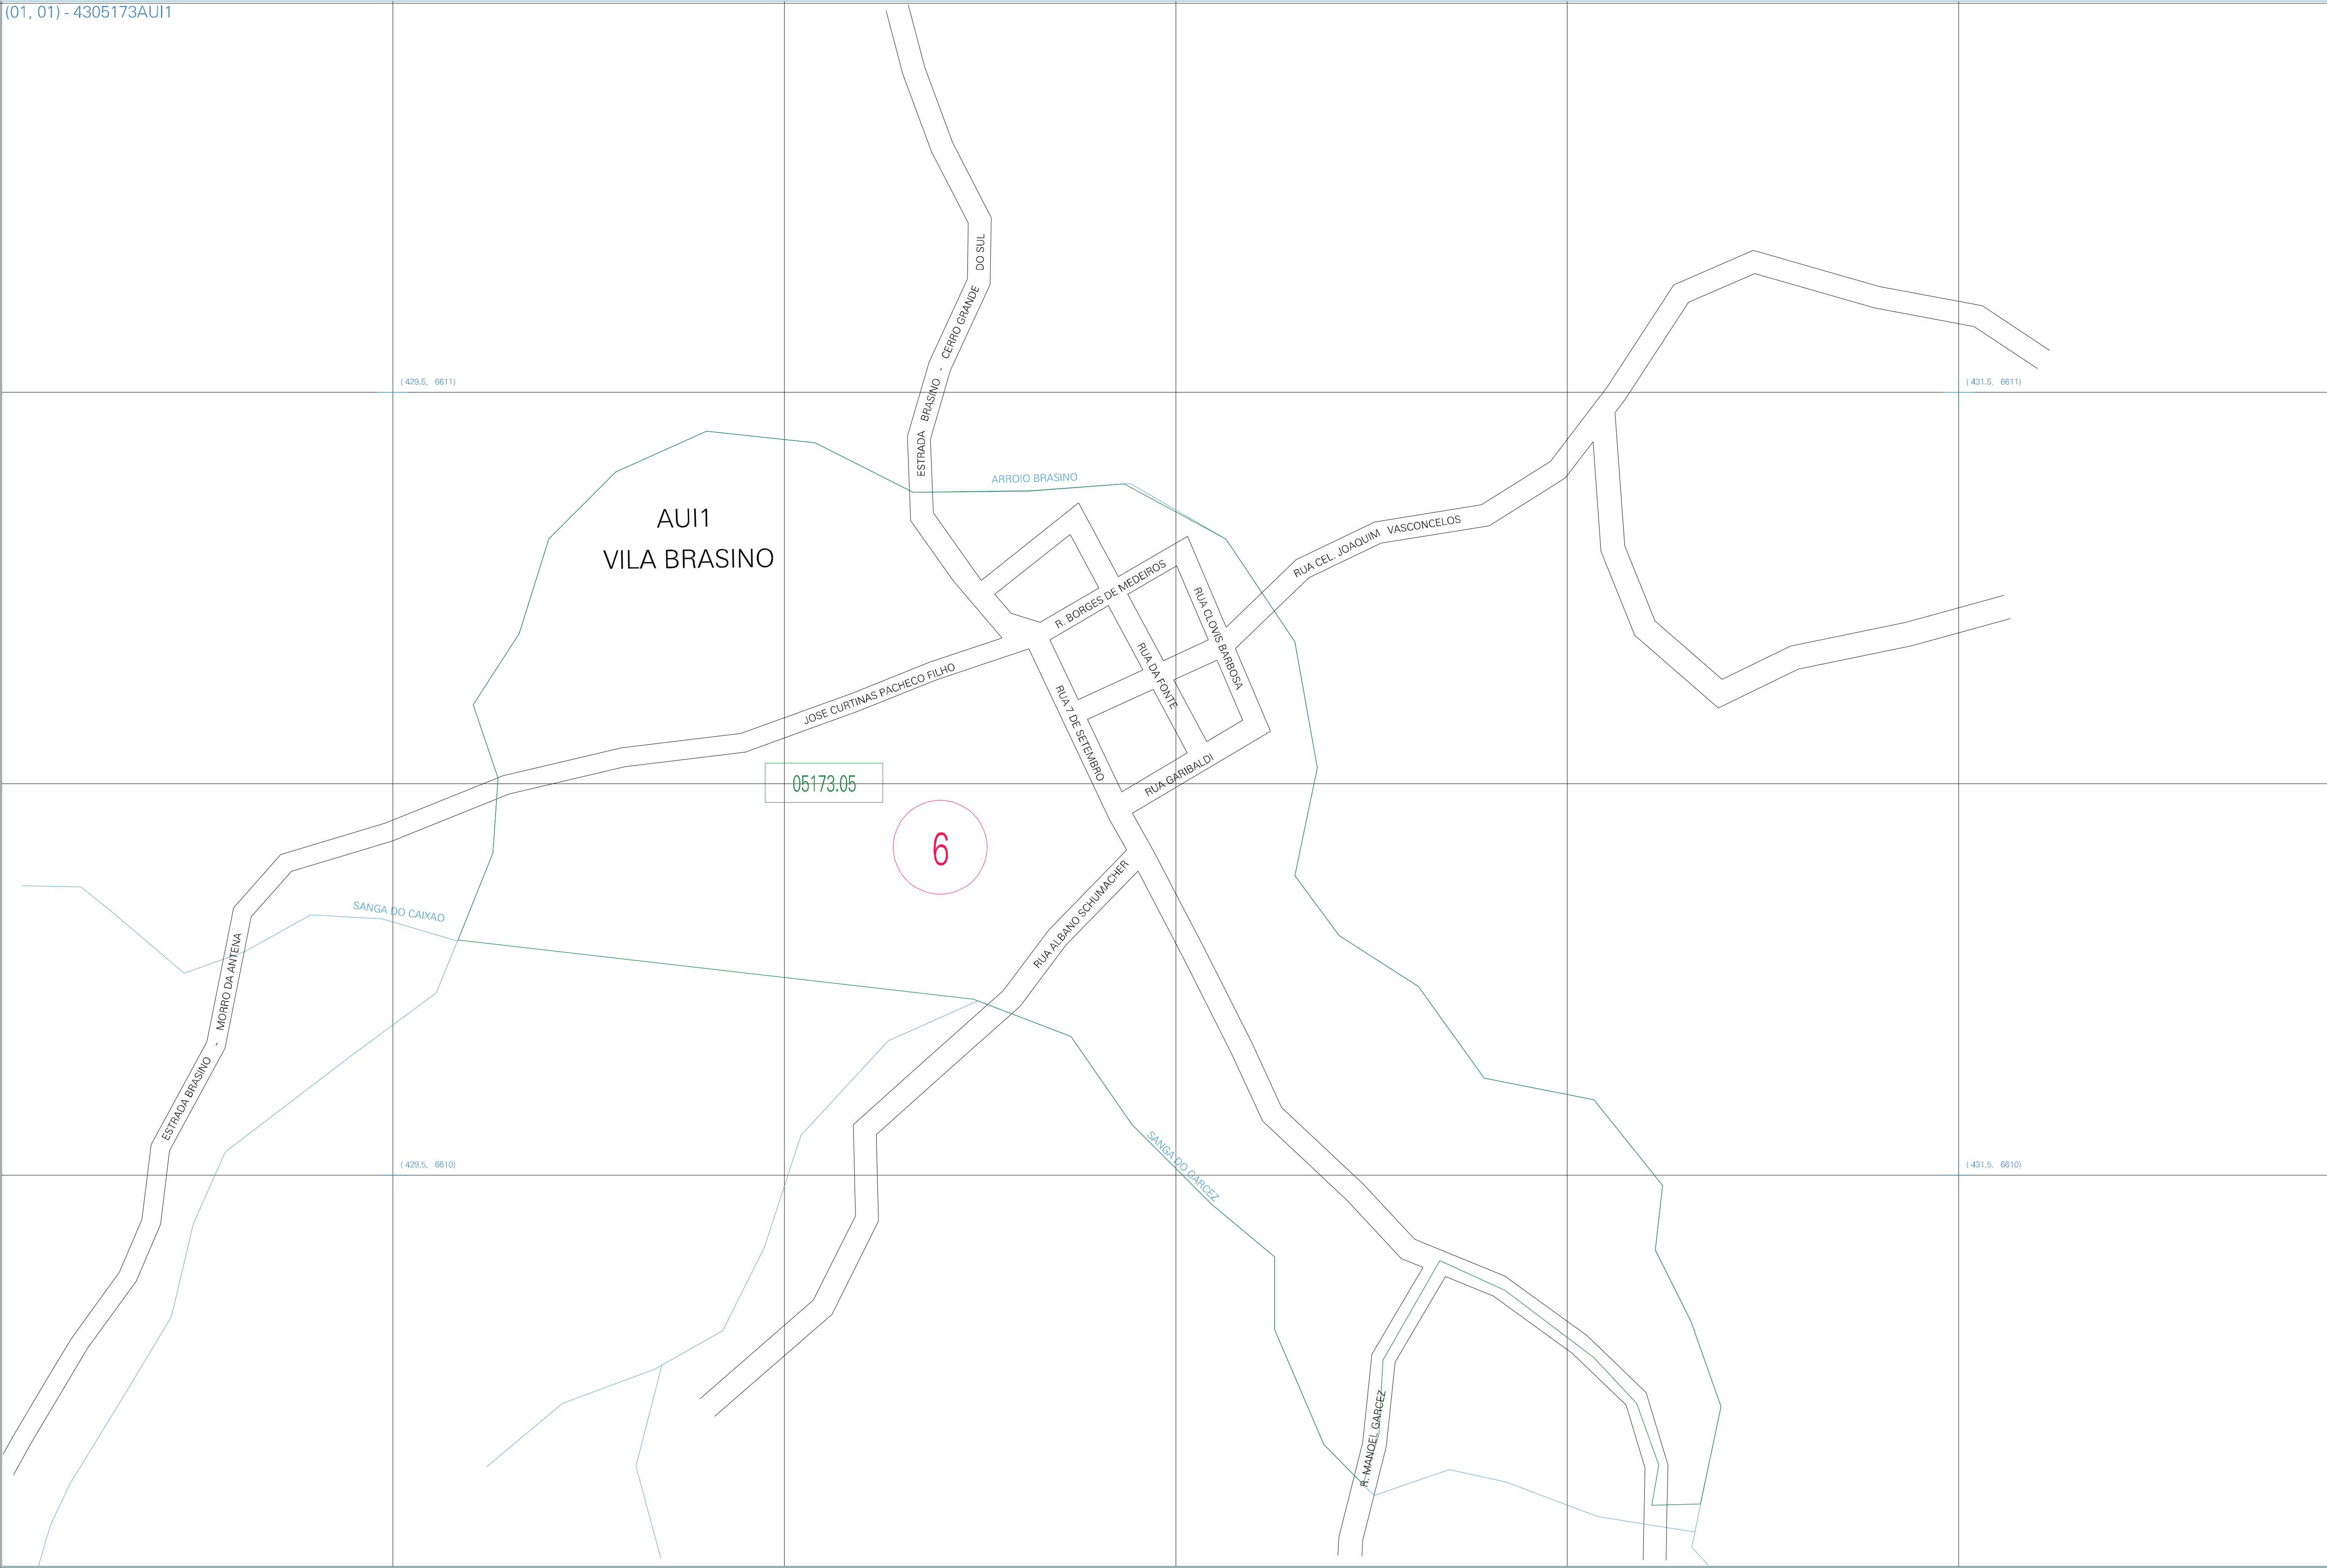 (01, 01) - 4305173AUI1
DO SUL
CERRO GRANDE
-
BRASINO
ESTRADA
( 429.5, 6611)
( 431.5, 6611)
ARROIO BRASINO
AUI1
VILA BRASINO
RUA CEL. JOAQUIM VASCONCELOS
R. BORGES DE MEDEIROS
RUA CLOVIS BARBOSA
RUA DA FONTE
JOSE CURTINAS PACHECO FILHO
RUA 7 DE SETEMBRO
RUA GARIBALDI
05173.05
6
RUA ALBANO SCHUMACHER
SANGA DO CAIXAO
ESTRADA BRASINO - MORRO DA ANTENA
SANGA DO GARCEZ
( 429.5, 6610)
( 431.5, 6610)
R. MANOEL GARCEZ